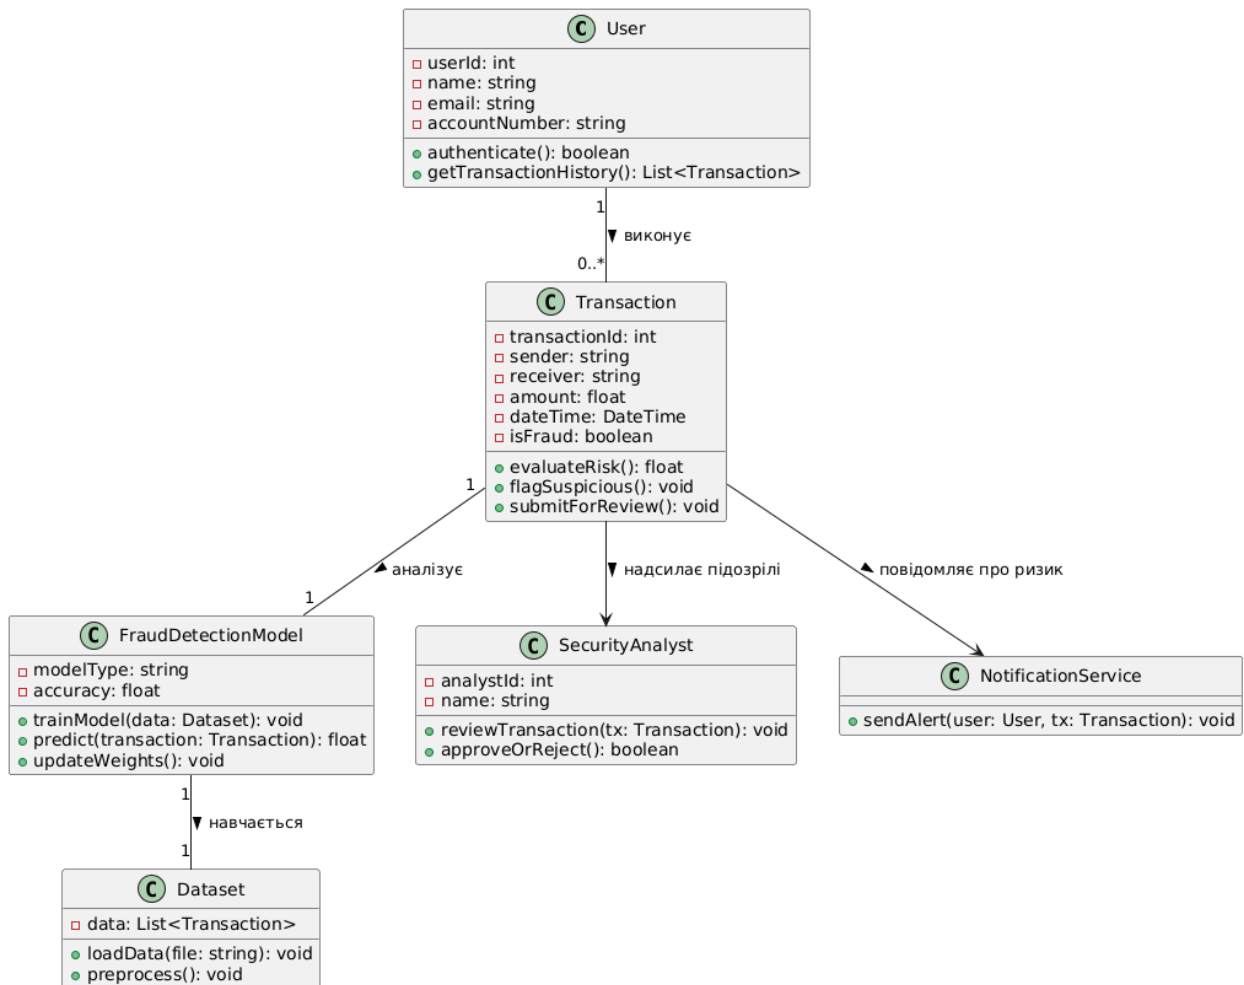 C User
userId: int
name: string
email: string
accountNumber: string
authenticate(): boolean
getTransactionHistory(): List<Transaction>
1
виконує
0..*
C Transaction
transactionId: int
sender: string
receiver: string
amount: float
dateTime: DateTime
isFraud: boolean
evaluateRisk(): float
flagSuspicious(): void
submitForReview(): void
1
аналізує
надсилає підозрілі
повідомляє про ризик
1
C FraudDetectionModel
modelType: string
accuracy: float
trainModel(data: Dataset): void
predict(transaction: Transaction): float
updateWeights(): void
C SecurityAnalyst
analystId: int
name: string
reviewTransaction(tx: Transaction): void
approveOrReject(): boolean
C NotificationService
sendAlert(user: User, tx: Transaction): void
1
навчається
1
C Dataset
data: List<Transaction>
loadData(file: string): void
preprocess(): void